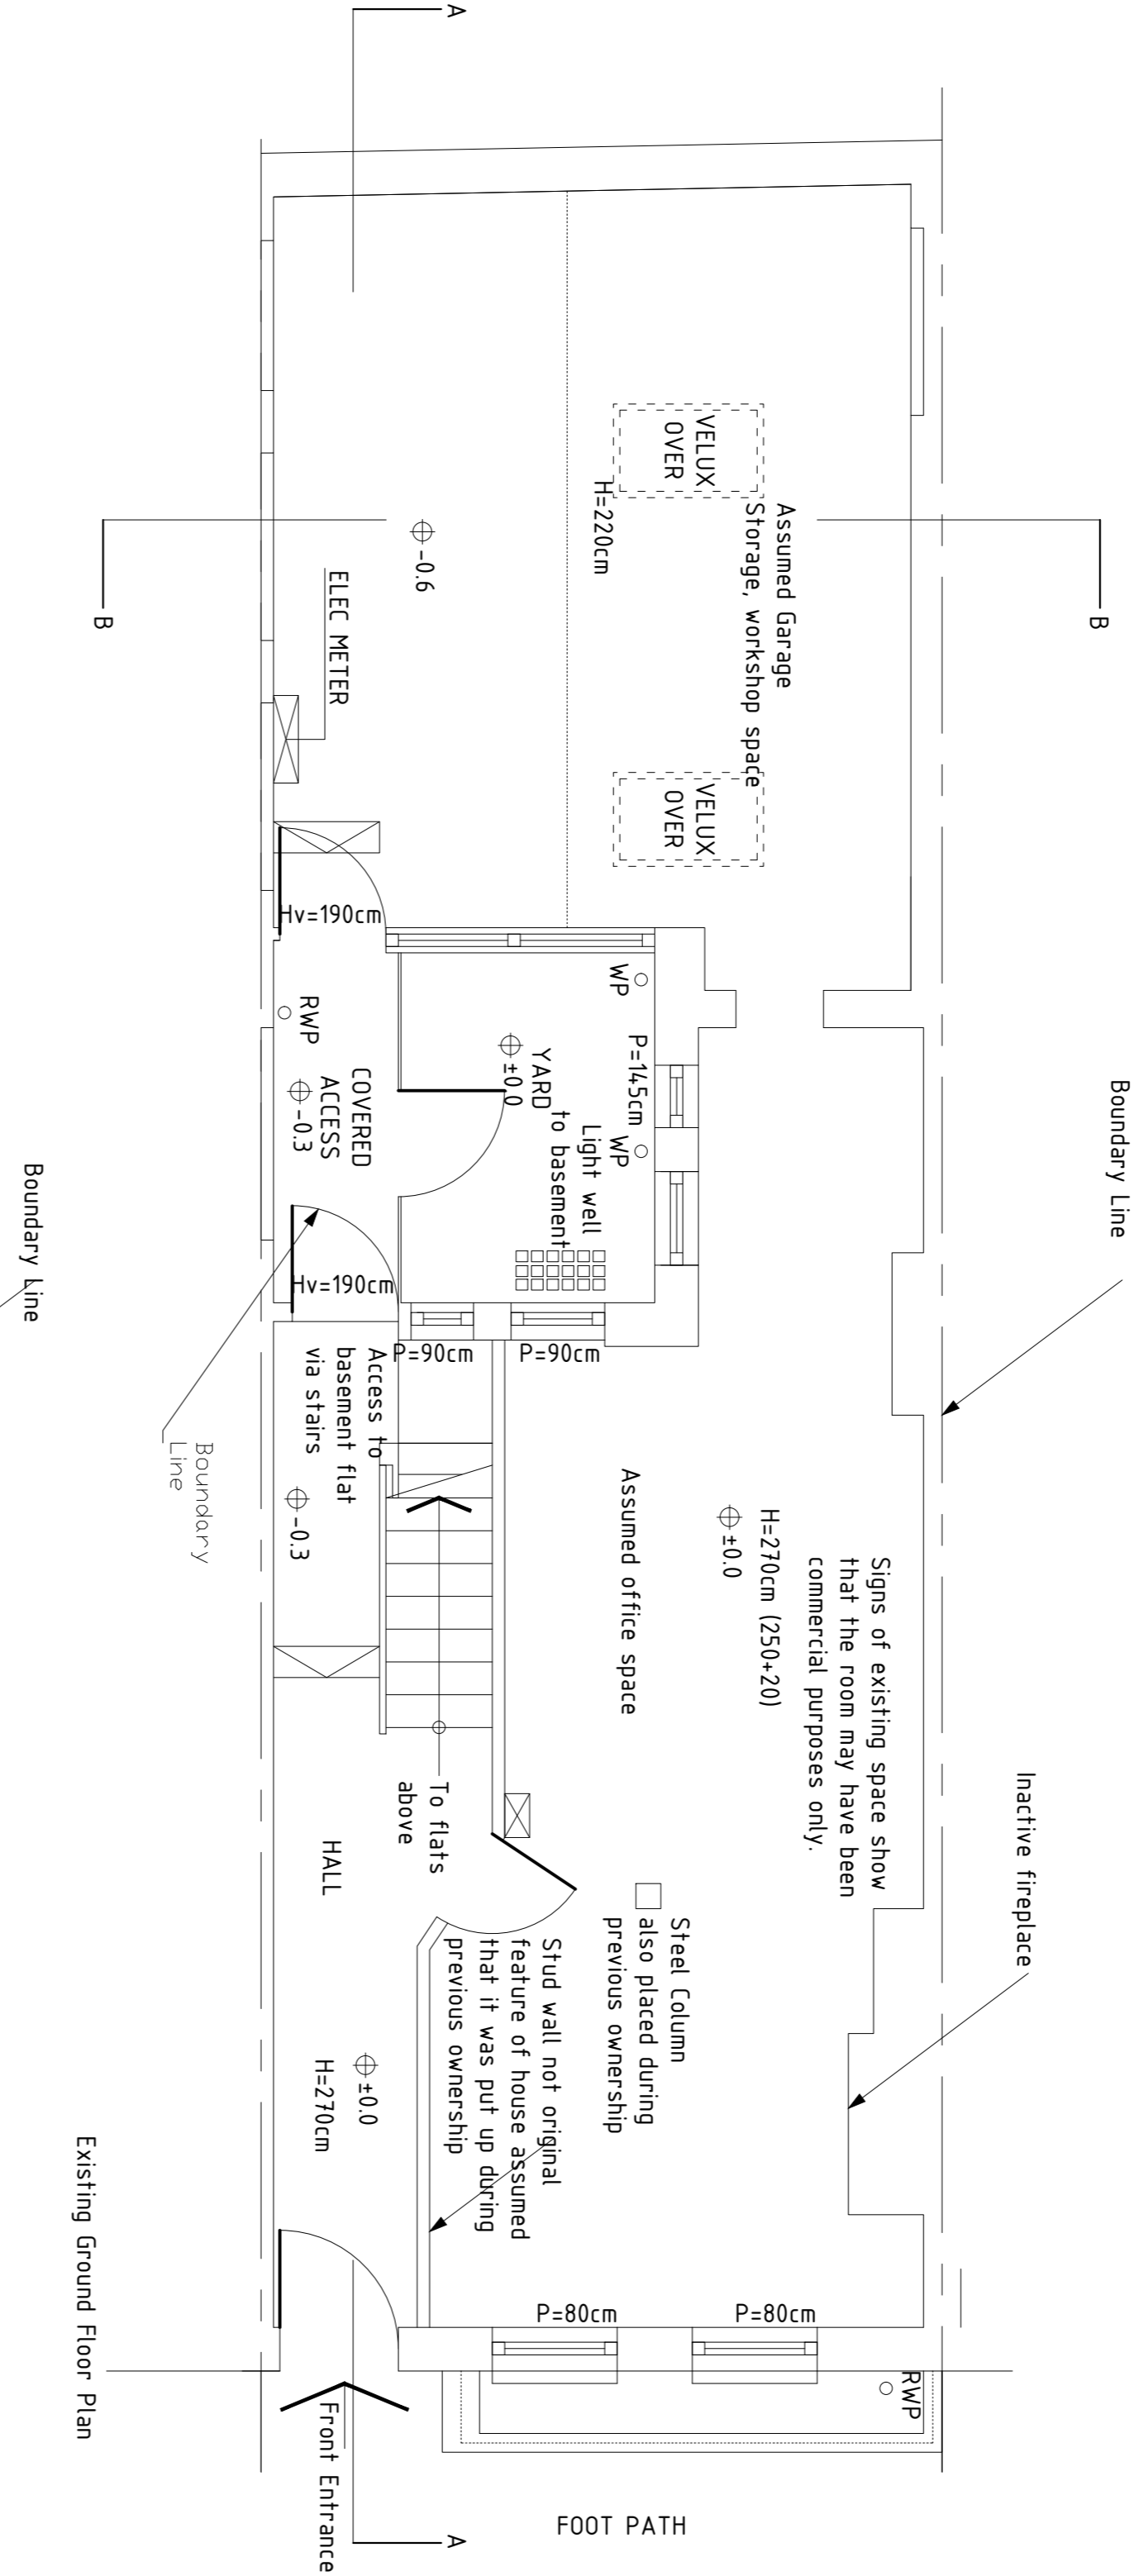 A
VELUX
OVER
H=220cm
Assumed Garage
Storage, workshop space
-0.6
B
B
ELEC METER
VELUX
OVER
Hv=190cm
WP
RWP
P=145cm
YARD
±0.0
COVERED
ACCESS
-0.3
WP
Light well
to basement
Boundary Line
Boundary Line
Hv=190cm
P=90cm
P=90cm
Access to
basement flat
via stairs
-0.3
Boundary
Line
Assumed office space
H=270cm (250+20)
±0.0
Signs of existing space show
that the room may have been
commercial purposes only.
Inactive fireplace
To flats
above
HALL
Steel Column
also placed during
previous ownership
Stud wall not original
feature of house assumed
that it was put up during
previous ownership
±0.0
H=270cm
P=80cm
P=80cm
RWP
Existing Ground Floor Plan
Front Entrance
A
FOOT PATH